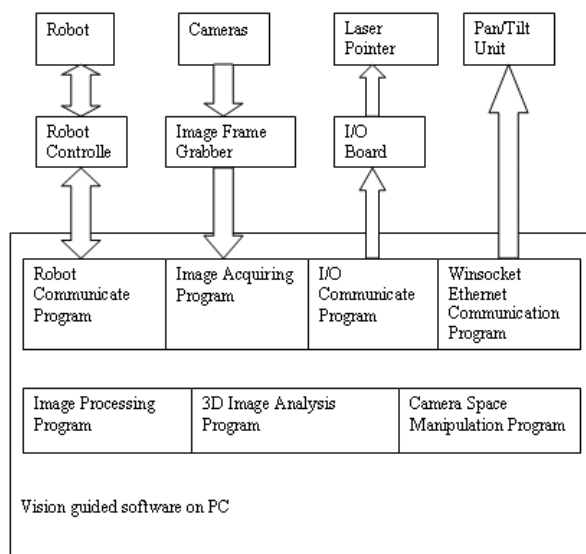 Robot
Cameras
Laser
Pointer
Pan/Tilt
Unit
Robot
Controlle
Image Frame
Grabber
I/O
Board
Robot
Communicate
Program
Image Acquiring
Program
I/O
Communicate
Program
Winsocket
Ethernet
Communication
Program
Image Processing
Program
3D Image Analysis
Program
Camera Space
Manipulation Program
Vision guided software on PC